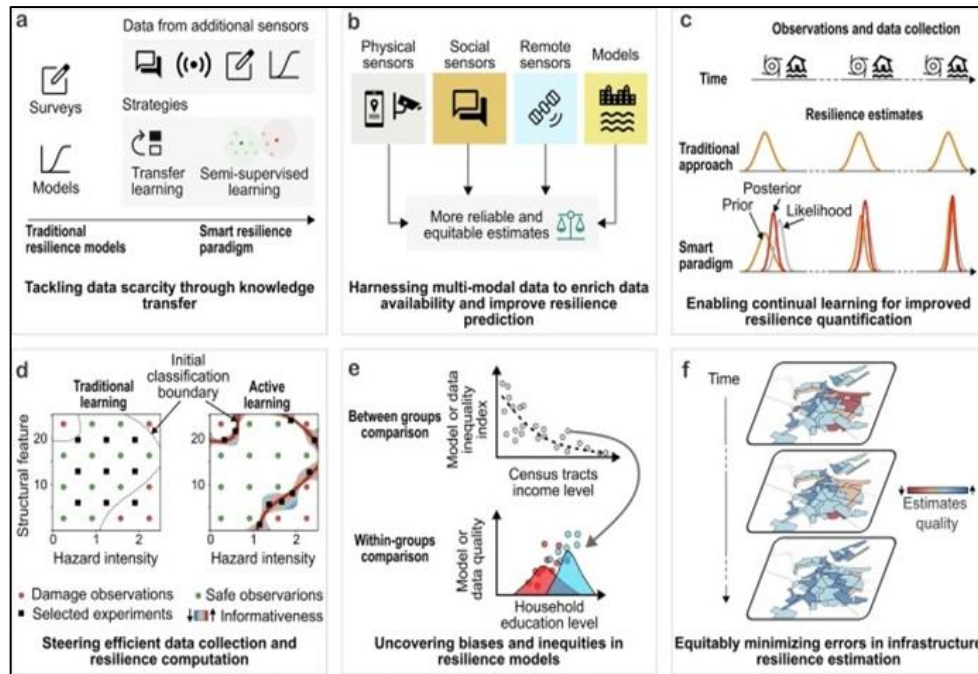 a
Data from additional sensors
Surveys
Strategies
Models
Transfer
learning
Semi-supervised
learning
Traditional
resilience models
Smart resilience
paradigm
Tackling data scarcity through knowledge
transfer
b
Physical
sensors
Social
sensors
Remote
sensors
Models
More reliable and
equitable estimates
Harnessing multi-modal data to enrich data
availability and improve resilience
prediction
c
Observations and data collection
Time
Resilience estimates
Traditional
approach
Posterior
Prior
Likelihood
Smart
paradigm
Enabling continual learning for improved
resilience quantification
d
Initial
classification
boundary
Traditional
learning
Active
learning
Structural feature
20
10
0
1
2
Hazard intensity
20
10
0
1
2
Hazard intensity
Damage observations
Safe observarions
Selected experiments
Informativeness
Steering efficient data collection and
resilience computation
e
Between groups
comparison
Model or data
inequality
index
Census tracts
income level
Within-groups
comparison
Model or
data quality
Household
education level
Uncovering biases and inequities in
resilience models
f
Time
Estimates
quality
Equitably minimizing errors in infrastructure
resilience estimation